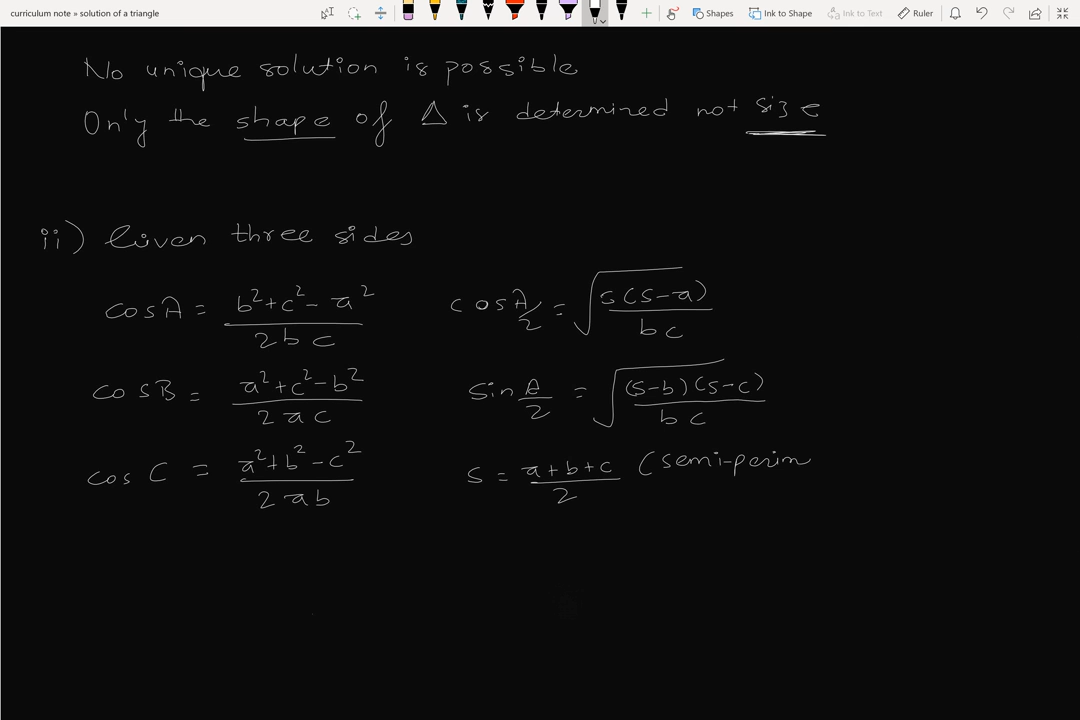 curriculum note » solution of a triangle
Shapes Ink to Shape Ink to Text Ruler
No unique solution is possible
Only the shape of Δ is determined not size
ii) Given three sides
cosA = b²+c²-a² / 2bc
cos A/2 = √(s(s-a) / bc)
cosB = a²+c²-b² / 2ac
sin A/2 = √((s-b)(s-c) / bc)
cos C = a²+b²-c² / 2ab
s = a+b+c / 2 (semi-perim